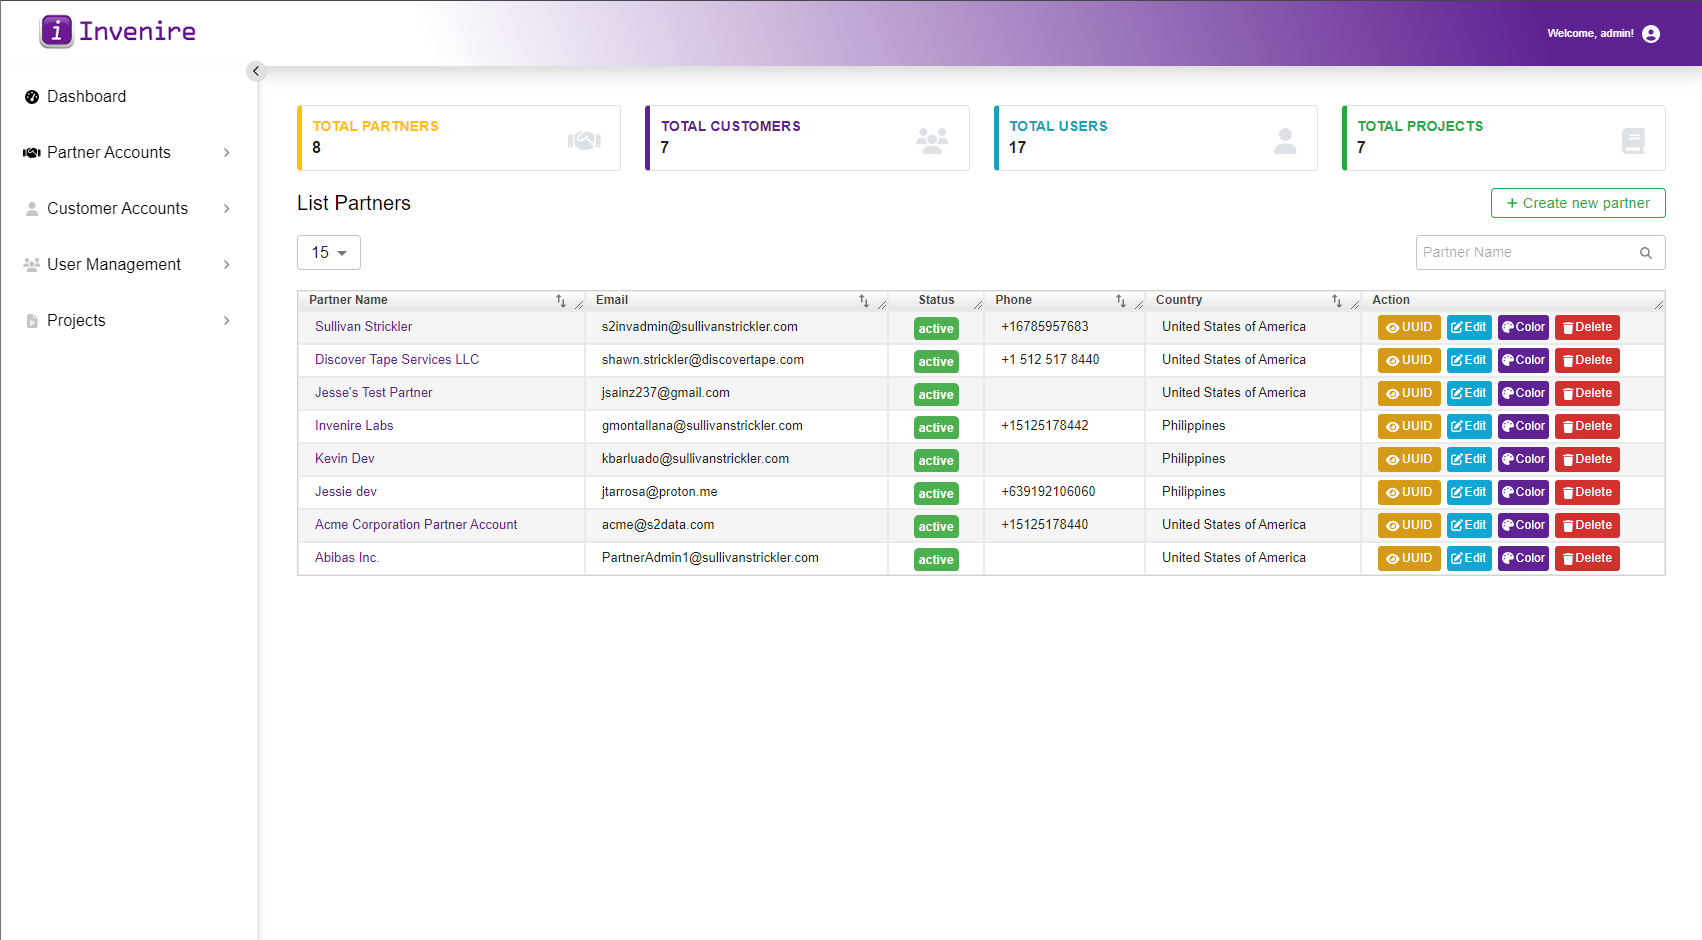 i Invenire
Welcome, admin!
Dashboard
Partner Accounts
Customer Accounts
User Management
Projects
TOTAL PARTNERS
8
TOTAL CUSTOMERS
7
TOTAL USERS
17
TOTAL PROJECTS
7
List Partners
+ Create new partner
15
Partner Name
Partner Name Email Status Phone Country Action
Sullivan Strickler s2invadmin@sullivanstrickler.com active +16785957683 United States of America UUID Edit Color Delete
Discover Tape Services LLC shawn.strickler@discovertape.com active +1 512 517 8440 United States of America UUID Edit Color Delete
Jesse's Test Partner jsainz237@gmail.com active United States of America UUID Edit Color Delete
Invenire Labs gmontallana@sullivanstrickler.com active +15125178442 Philippines UUID Edit Color Delete
Kevin Dev kbarluado@sullivanstrickler.com active Philippines UUID Edit Color Delete
Jessie dev jtarrosa@proton.me active +639192106060 Philippines UUID Edit Color Delete
Acme Corporation Partner Account acme@s2data.com active +15125178440 United States of America UUID Edit Color Delete
Abibas Inc. PartnerAdmin1@sullivanstrickler.com active United States of America UUID Edit Color Delete